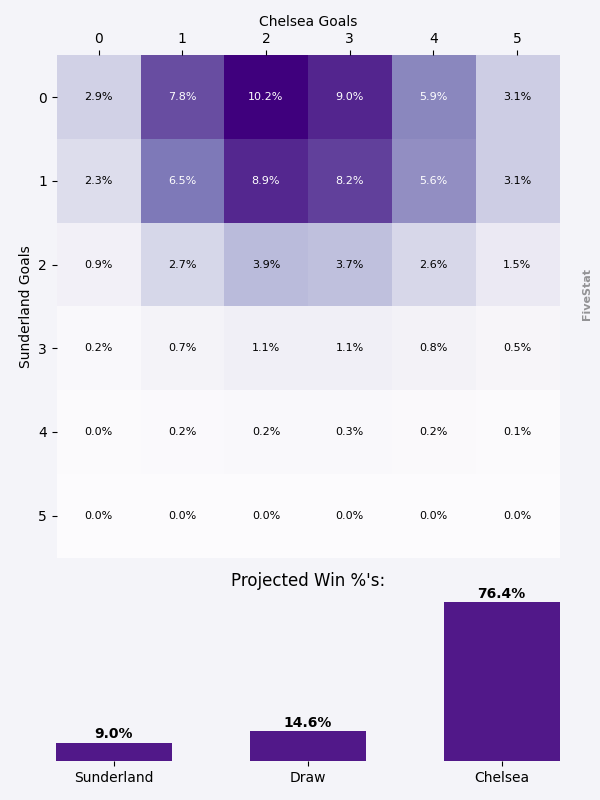 Chelsea Goals
0 1 2 3 4 5
0 2.9% 7.8% 10.2% 9.0% 5.9% 3.1%
1 2.3% 6.5% 8.9% 8.2% 5.6% 3.1%
2 0.9% 2.7% 3.9% 3.7% 2.6% 1.5%
3 0.2% 0.7% 1.1% 1.1% 0.8% 0.5%
4 0.0% 0.2% 0.2% 0.3% 0.2% 0.1%
5 0.0% 0.0% 0.0% 0.0% 0.0% 0.0%
Sunderland Goals
FiveStat
Projected Win %'s:
9.0% 14.6% 76.4%
Sunderland Draw Chelsea